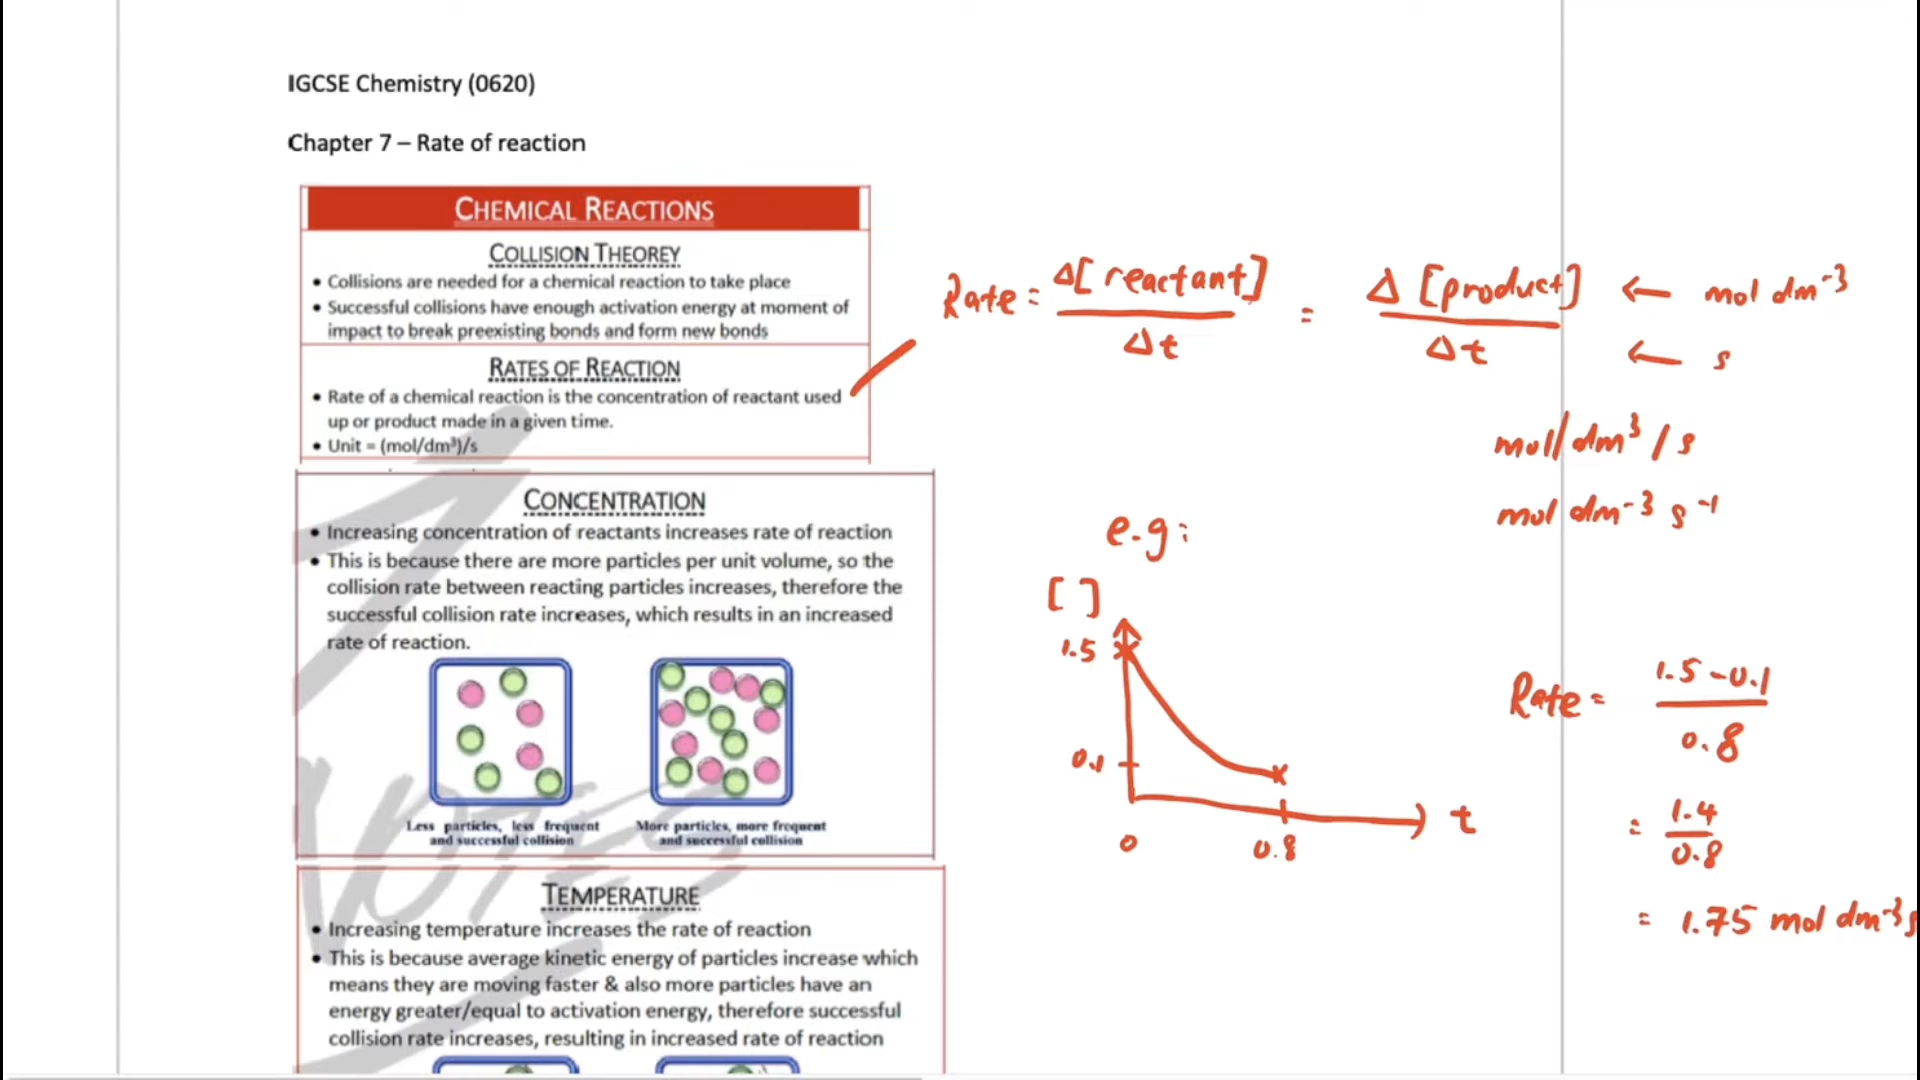 IGCSE Chemistry (0620)
Chapter 7 – Rate of reaction
CHEMICAL REACTIONS
COLLISION THEOREY
• Collisions are needed for a chemical reaction to take place
• Successful collisions have enough activation energy at moment of
impact to break preexisting bonds and form new bonds
RATES OF REACTION
• Rate of a chemical reaction is the concentration of reactant used
up or product made in a given time.
• Unit = (mol/dm³)/s
CONCENTRATION
• Increasing concentration of reactants increases rate of reaction
• This is because there are more particles per unit volume, so the
collision rate between reacting particles increases, therefore the
successful collision rate increases, which results in an increased
rate of reaction.
Less particles, less frequent
and successful collision
More particles, more frequent
and successful collision
TEMPERATURE
• Increasing temperature increases the rate of reaction
• This is because average kinetic energy of particles increase which
means they are moving faster & also more particles have an
energy greater/equal to activation energy, therefore successful
collision rate increases, resulting in increased rate of reaction
NOTES
Rate = Δ[reactant] / Δt = Δ[product] / Δt ← mol dm⁻³
← s
mol/dm³/s
mol dm⁻³ s⁻¹
e.g:
[ ]
1.5
0.1
0
0.8
t
Rate = 1.5 - 0.1 / 0.8
= 1.4 / 0.8
= 1.75 mol dm⁻³ s